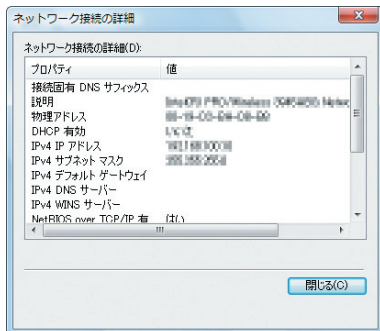 ネットワーク接続の詳細
ネットワーク接続の詳細(D):
プロパティ 値
接続固有 DNS サフィックス
説明
物理アドレス
DHCP 有効 いいえ
IPv4 IP アドレス
IPv4 サブネット マスク
IPv4 デフォルト ゲートウェイ
IPv4 DNS サーバー
IPv4 WINS サーバー
NetBIOS over TCP/IP 有 はい
閉じる(C)